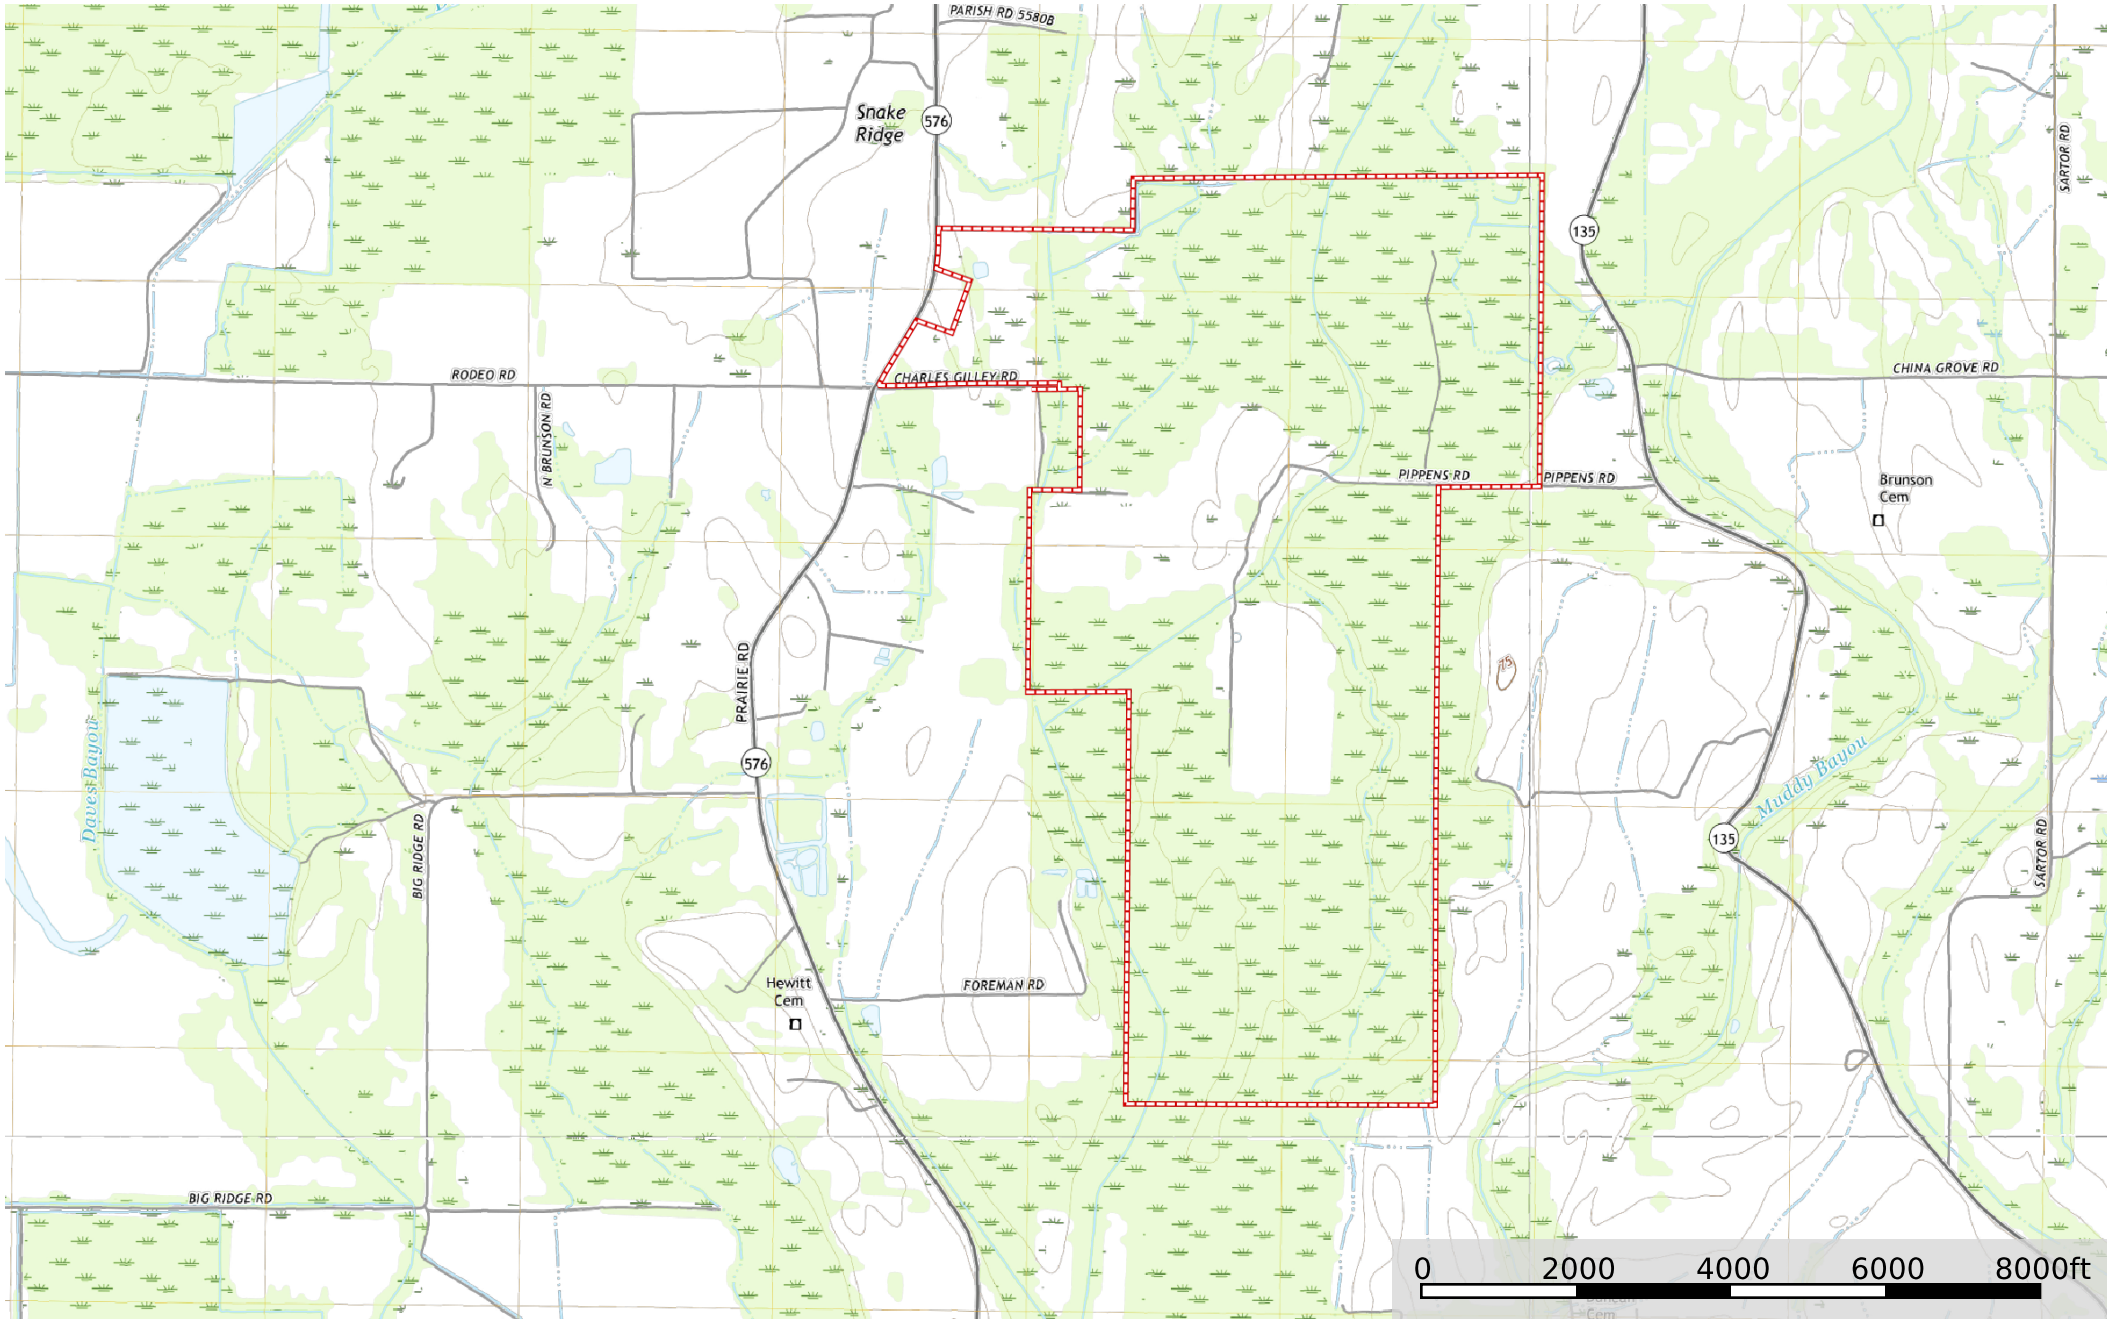 PARISH RD 5580B
Snake
Ridge
576
SARTOR RD
135
RODEO RD
CHARLES GILLEY RD
CHINA GROVE RD
N BRUNSON RD
PIPPENS RD
PIPPENS RD
Brunson
Cem
75
PRAIRIE RD
576
Daves Bayou
Muddy Bayou
135
BIG RIDGE RD
SARTOR RD
Hewitt
Cem
FOREMAN RD
BIG RIDGE RD
0 2000 4000 6000 8000ft
Cem